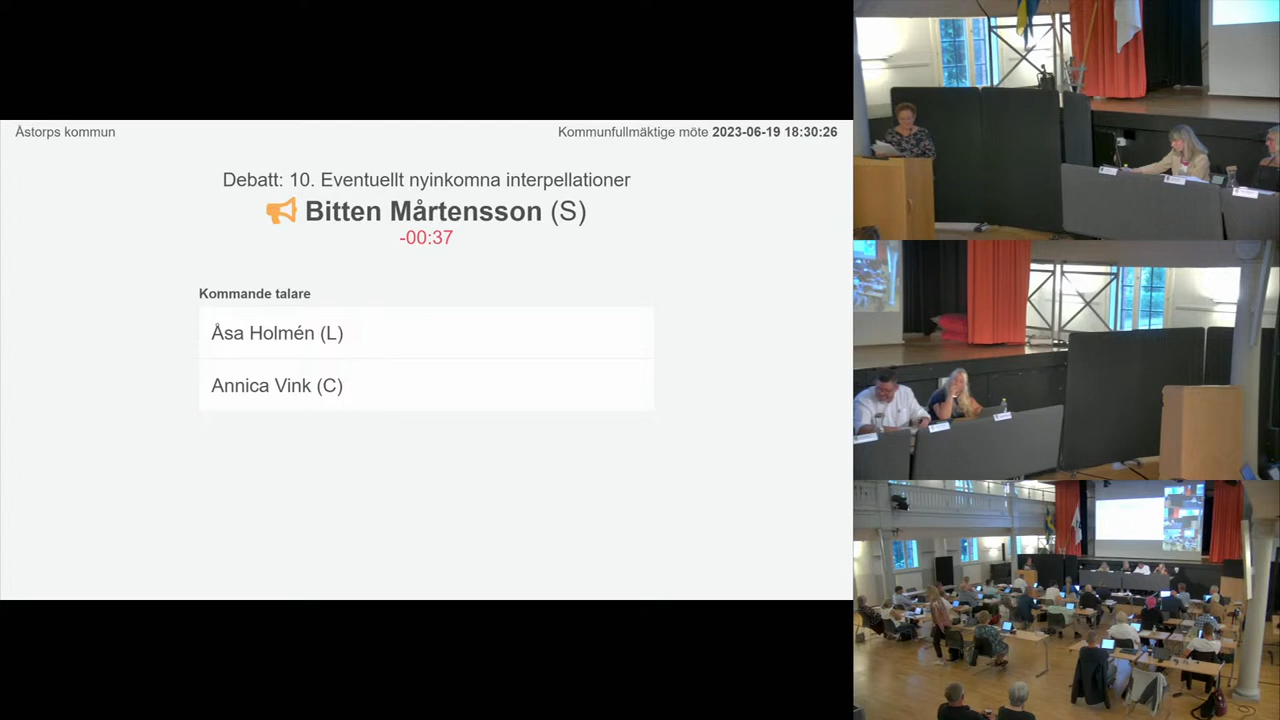 Åstorps kommun
Kommunfullmäktige möte 2023-06-19 18:30:26
Debatt: 10. Eventuellt nyinkomna interpellationer
Bitten Mårtensson (S)
-00:37
Kommande talare
Åsa Holmén (L)
Annica Vink (C)